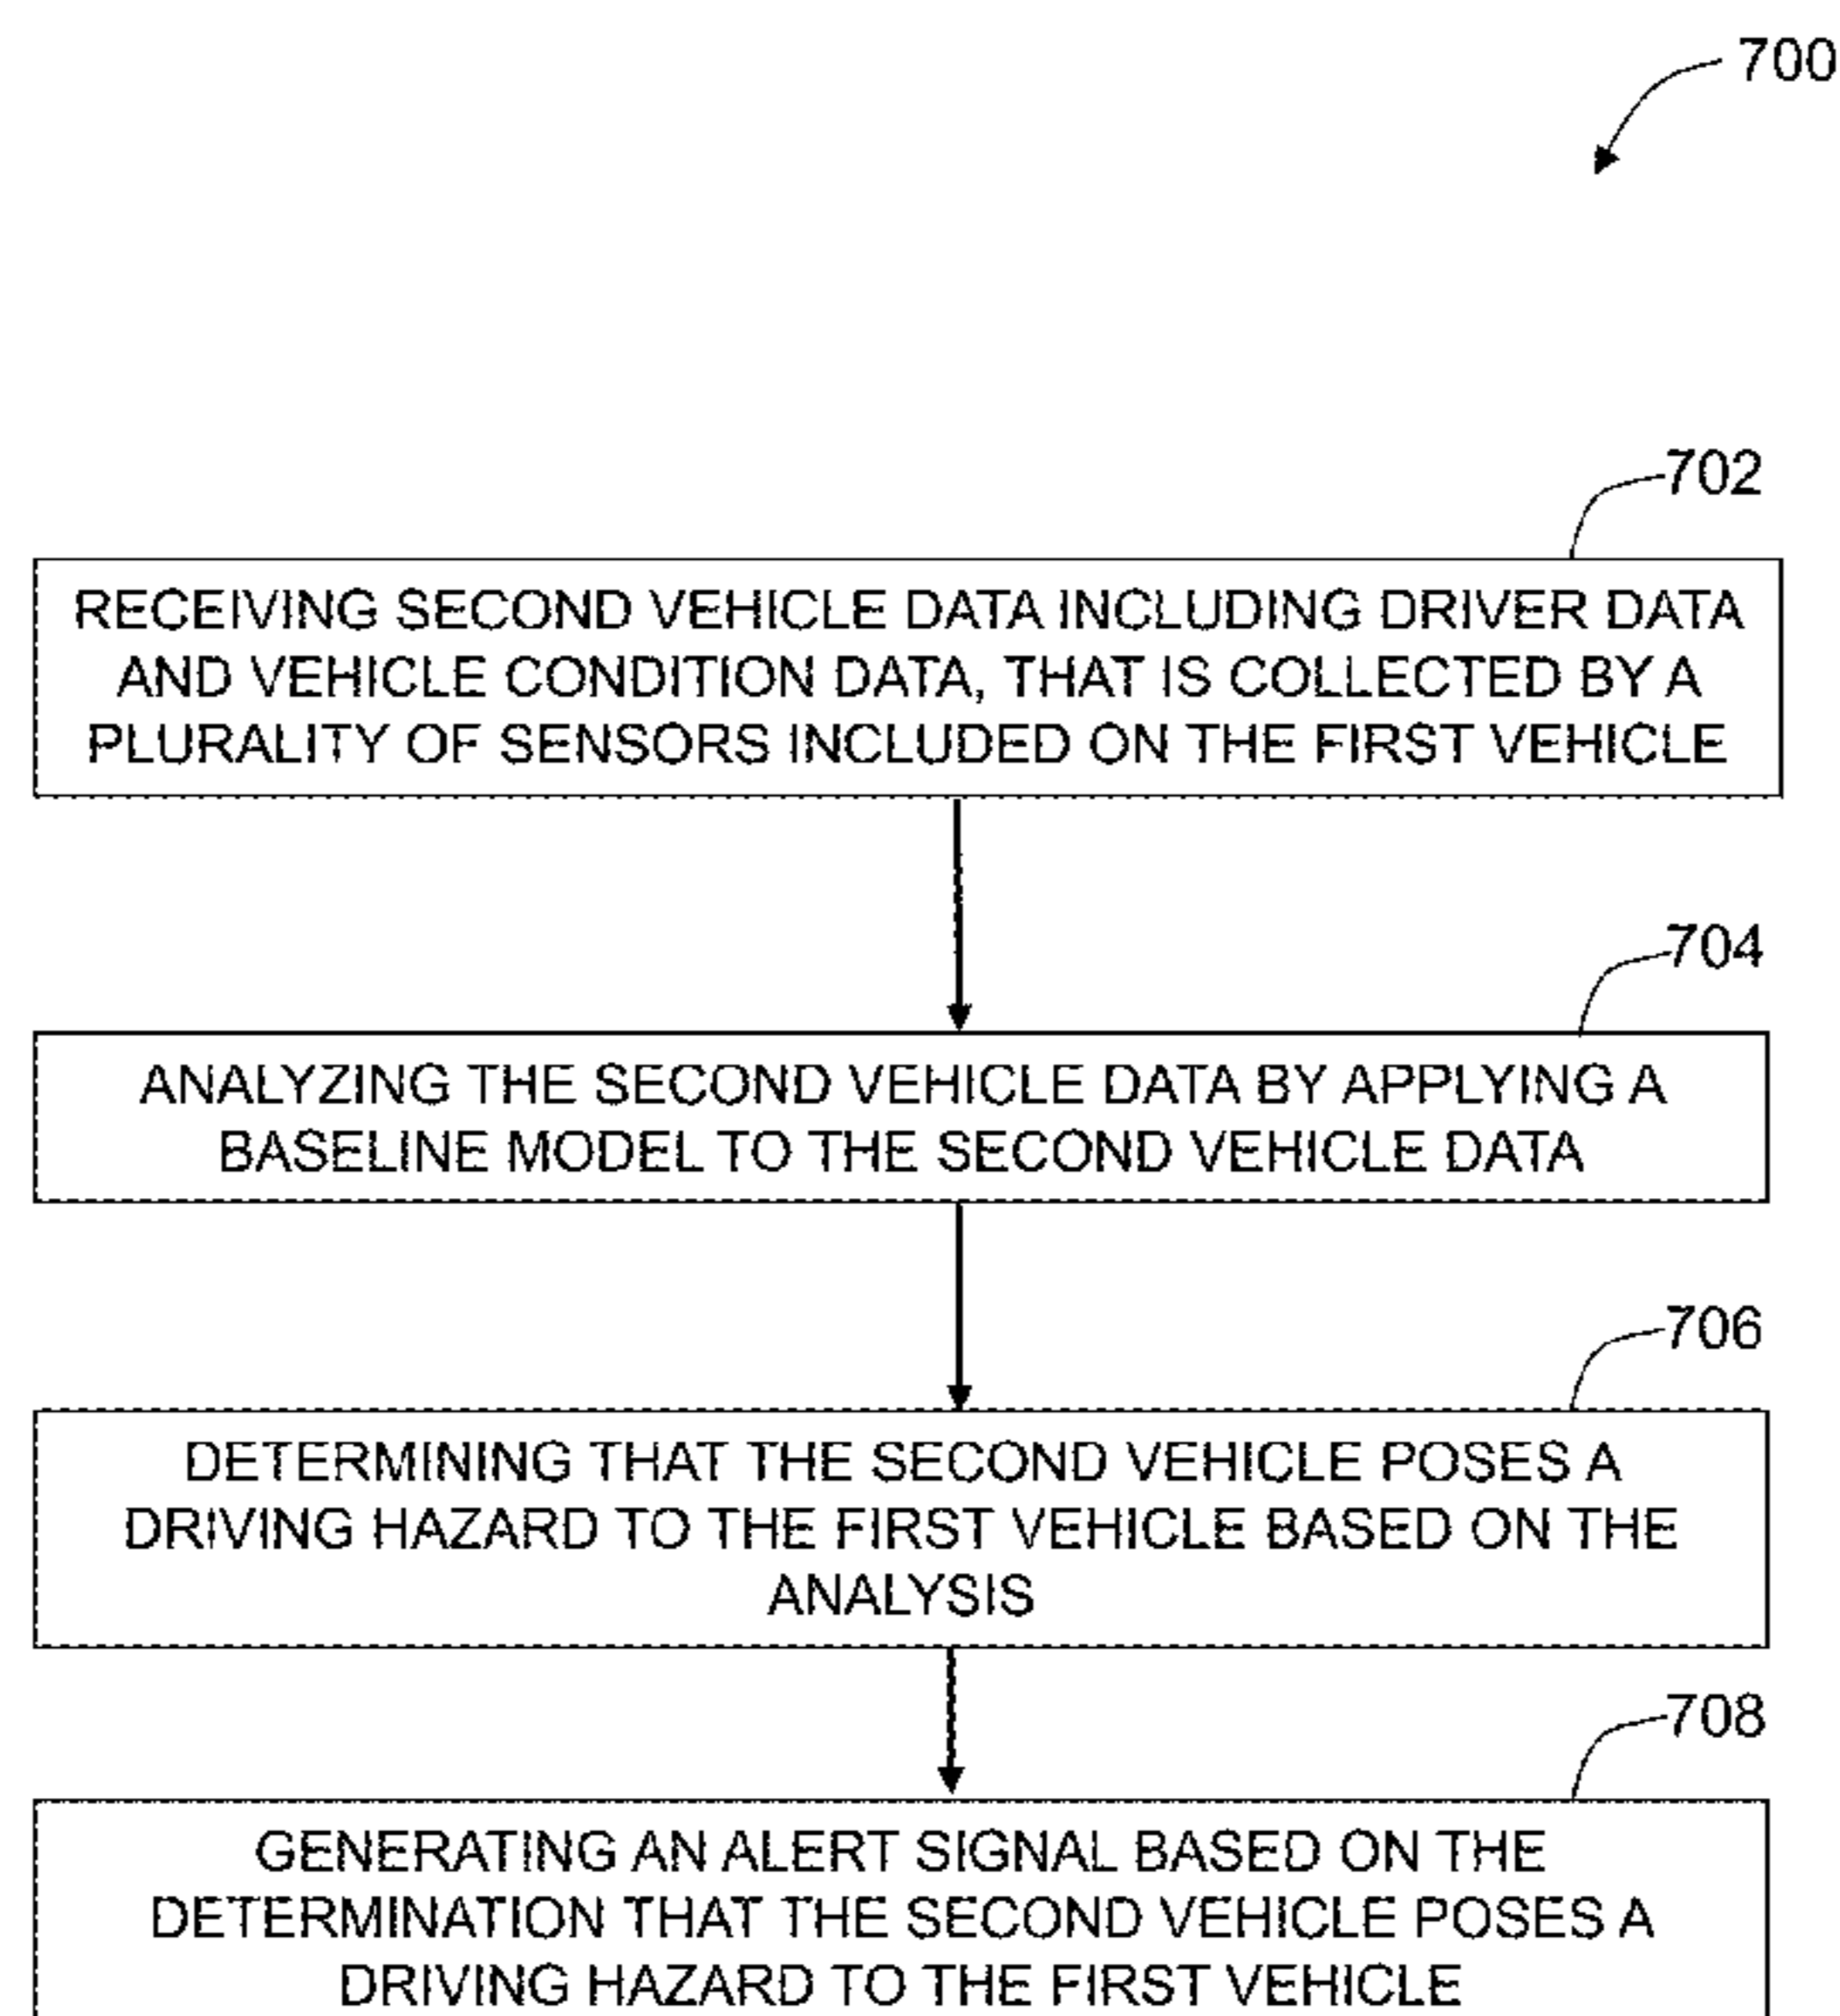 700
702
RECEIVING SECOND VEHICLE DATA INCLUDING DRIVER DATA
AND VEHICLE CONDITION DATA, THAT IS COLLECTED BY A
PLURALITY OF SENSORS INCLUDED ON THE FIRST VEHICLE
704
ANALYZING THE SECOND VEHICLE DATA BY APPLYING A
BASELINE MODEL TO THE SECOND VEHICLE DATA
706
DETERMINING THAT THE SECOND VEHICLE POSES A
DRIVING HAZARD TO THE FIRST VEHICLE BASED ON THE
ANALYSIS
708
GENERATING AN ALERT SIGNAL BASED ON THE
DETERMINATION THAT THE SECOND VEHICLE POSES A
DRIVING HAZARD TO THE FIRST VEHICLE